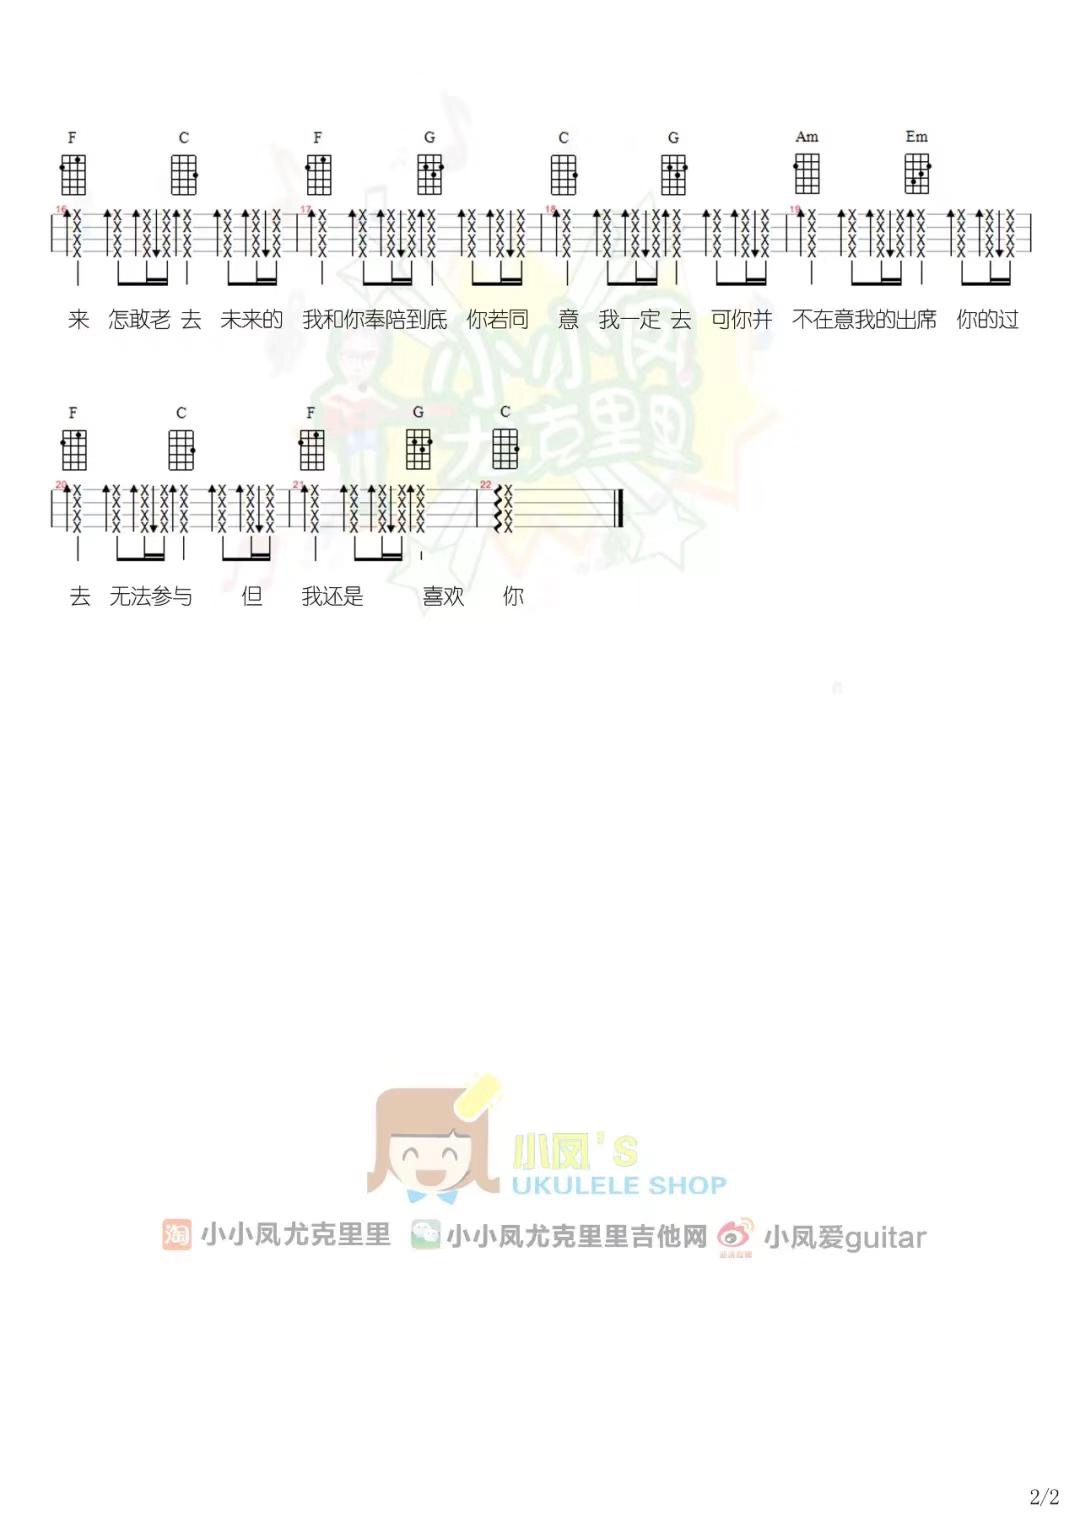 F C F G C G Am Em
16 17 18 19
来 怎敢老 去 未来的 我和你奉陪到底 你若同 意 我一定 去 可你并 不在意我的出席 你的过
F C F G C
20 21 22
去 无法参与 但 我还是 喜欢 你
小小凤
尤克里里
小凤's
UKULELE SHOP
淘 小小凤尤克里里 小小凤尤克里里吉他网 小凤爱guitar
2/2